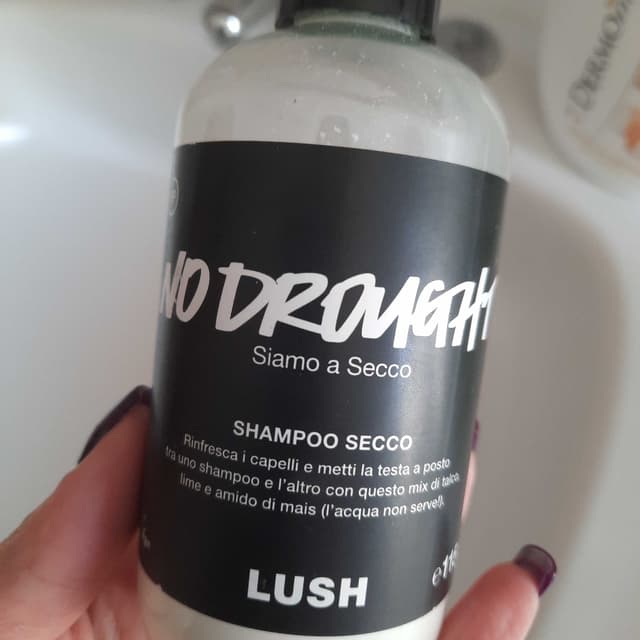 NO DROUGHT
Siamo a Secco
SHAMPOO SECCO
Rinfresca i capelli e metti la testa a posto
tra uno shampoo e l'altro con questo mix di talco,
lime e amido di mais (l'acqua non serve!).
LUSH